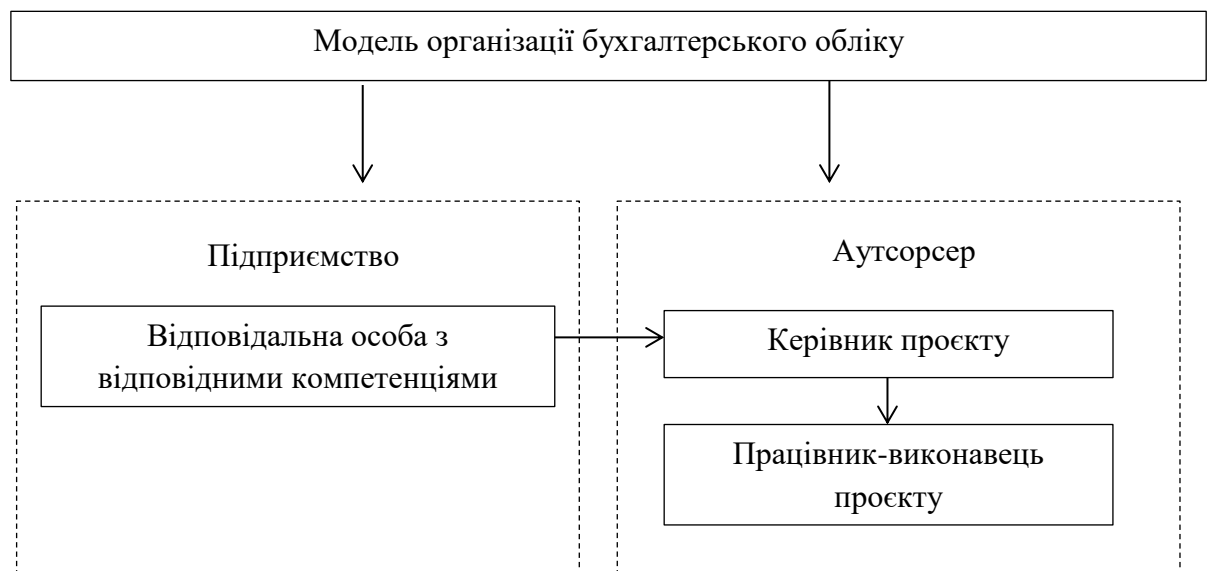 Модель організації бухгалтерського обліку
Підприємство
Відповідальна особа з
відповідними компетенціями
Аутсорсер
Керівник проєкту
Працівник-виконавець
проєкту